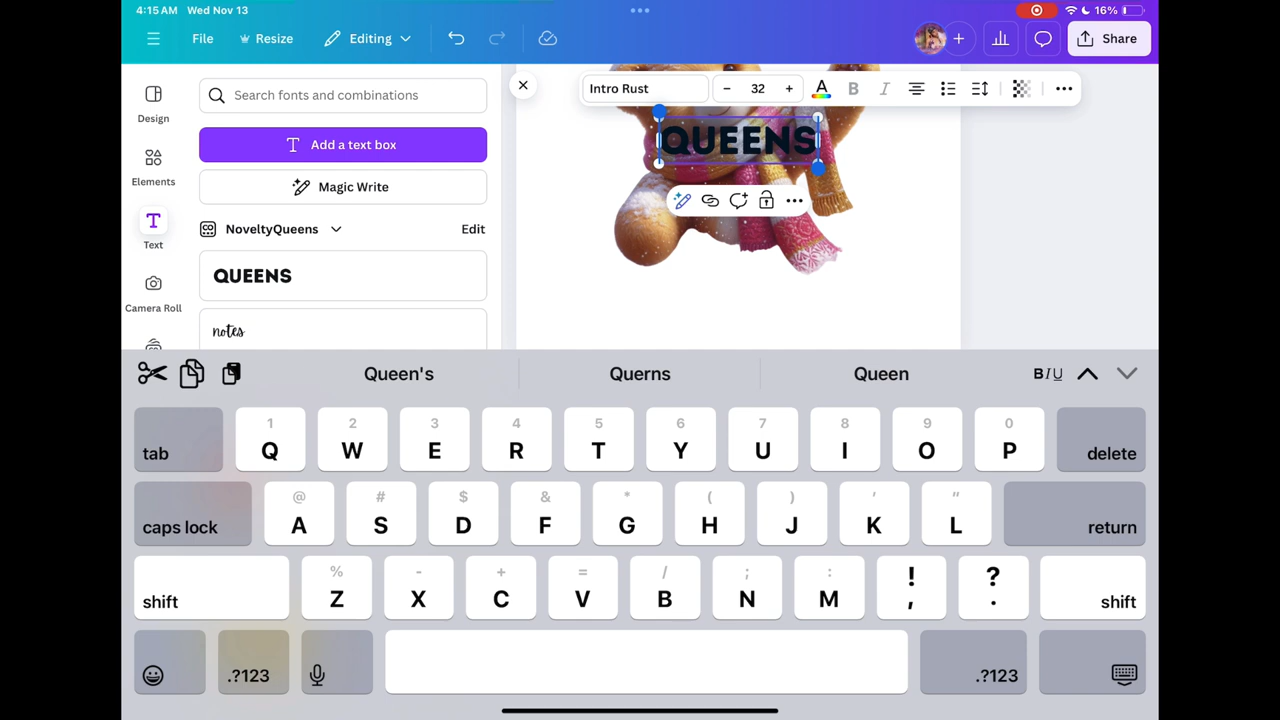 4:15 AM Wed Nov 13
16%
File
Resize
Editing
Share
Design
Elements
Text
Camera Roll
Search fonts and combinations
Add a text box
Magic Write
NoveltyQueens
Edit
QUEENS
notes
Intro Rust
− 32 +
A B I
QUEENS
Queen's Querns Queen
BIU
tab
1 2 3 4 5 6 7 8 9 0
Q W E R T Y U I O P
delete
@ # $ & * ( ) ' "
caps lock A S D F G H J K L return
% - + = / ; : ! ?
shift Z X C V B N M , . shift
.?123 .?123